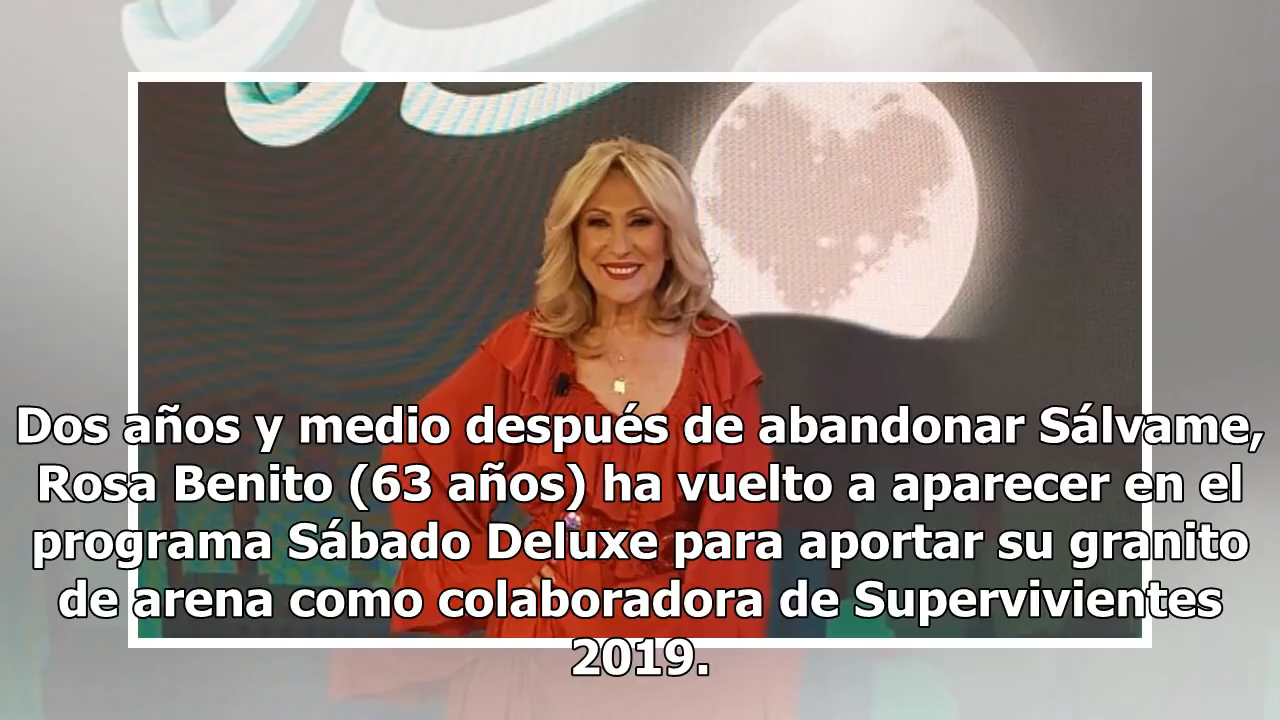 Dos años y medio después de abandonar Sálvame,
Rosa Benito (63 años) ha vuelto a aparecer en el
programa Sábado Deluxe para aportar su granito
de arena como colaboradora de Supervivientes
2019.